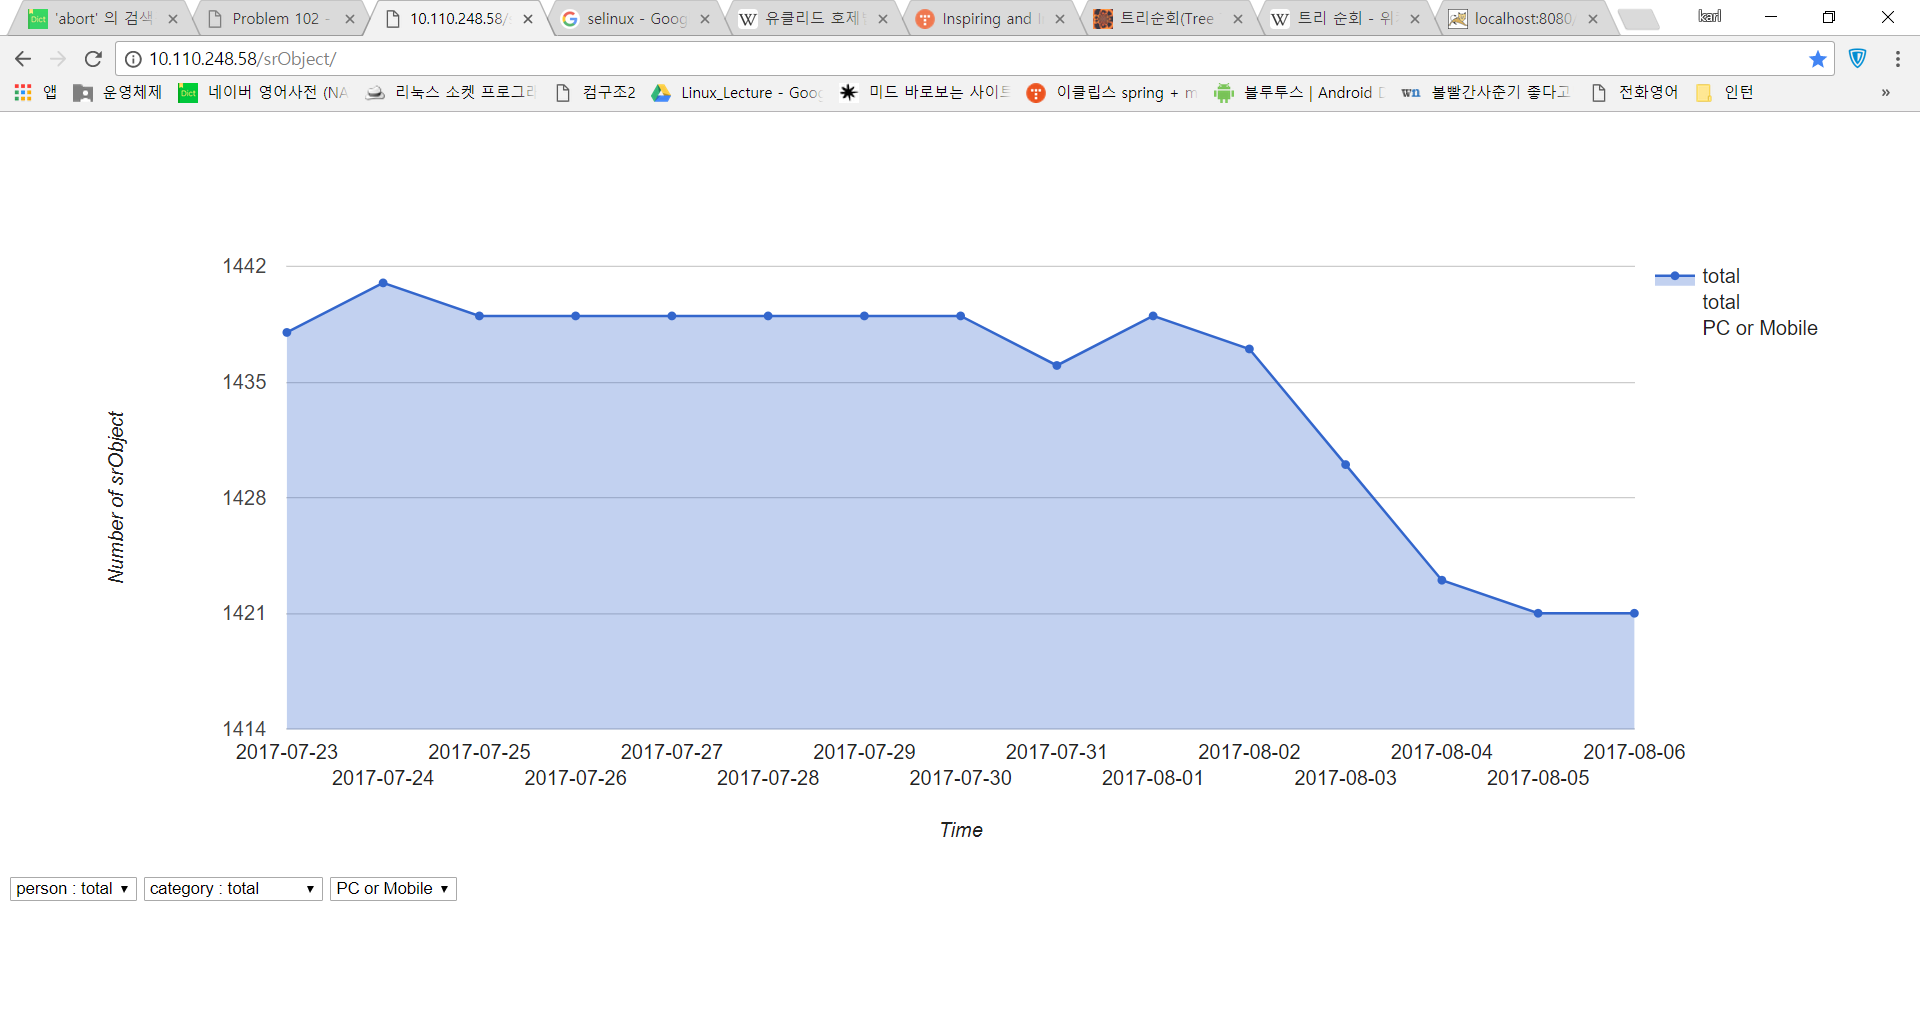 'abort' 의 검색
Problem 102 -
10.110.248.58/s
selinux - Goog
유클리드 호제
Inspiring and I
트리순회(Tree
트리 순회 - 위
localhost:8080/
karl
10.110.248.58/srObject/
앱
운영체제
네이버 영어사전 (NA
리눅스 소켓 프로그래
컴구조2
Linux_Lecture - Goog
미드 바로보는 사이트
이클립스 spring + m
블루투스 | Android D
볼빨간사춘기 좋다고
전화영어
인턴
»
1442
1435
1428
1421
1414
Number of srObject
total
total
PC or Mobile
2017-07-23 2017-07-25 2017-07-27 2017-07-29 2017-07-31 2017-08-02 2017-08-04 2017-08-06
2017-07-24 2017-07-26 2017-07-28 2017-07-30 2017-08-01 2017-08-03 2017-08-05
Time
person : total
category : total
PC or Mobile